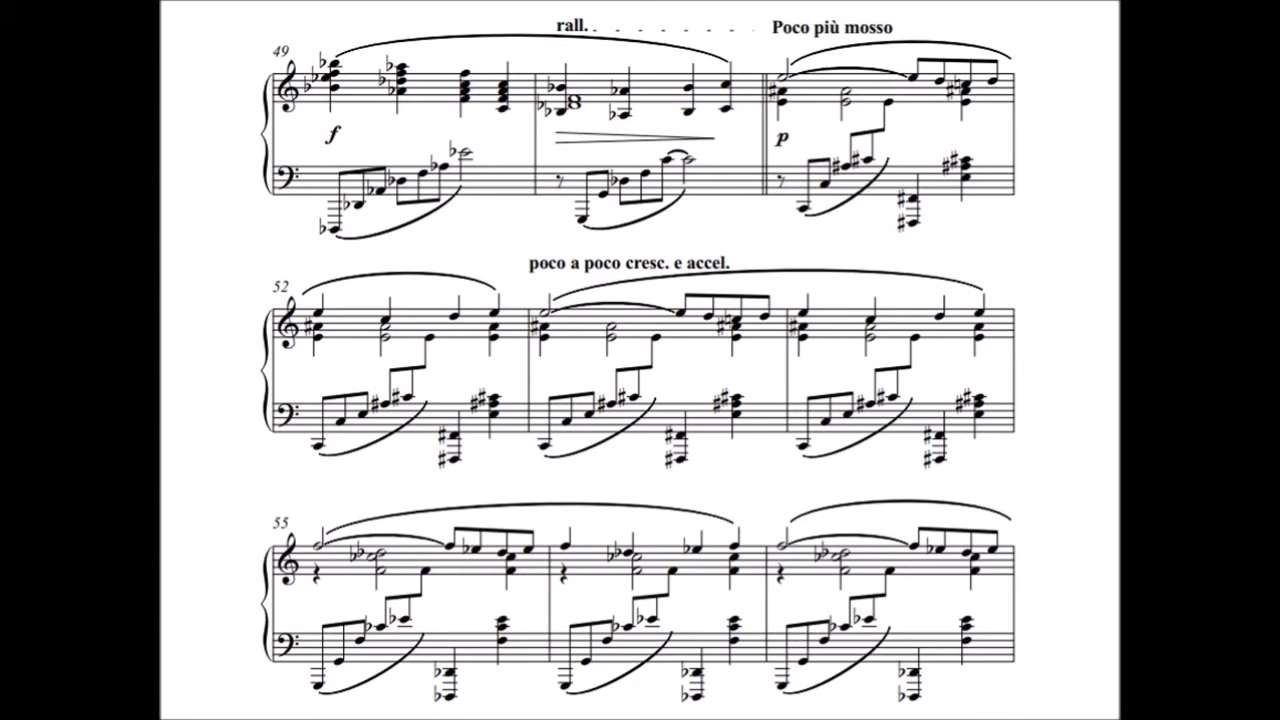 rall. Poco più mosso
49
f p
poco a poco cresc. e accel.
52
55